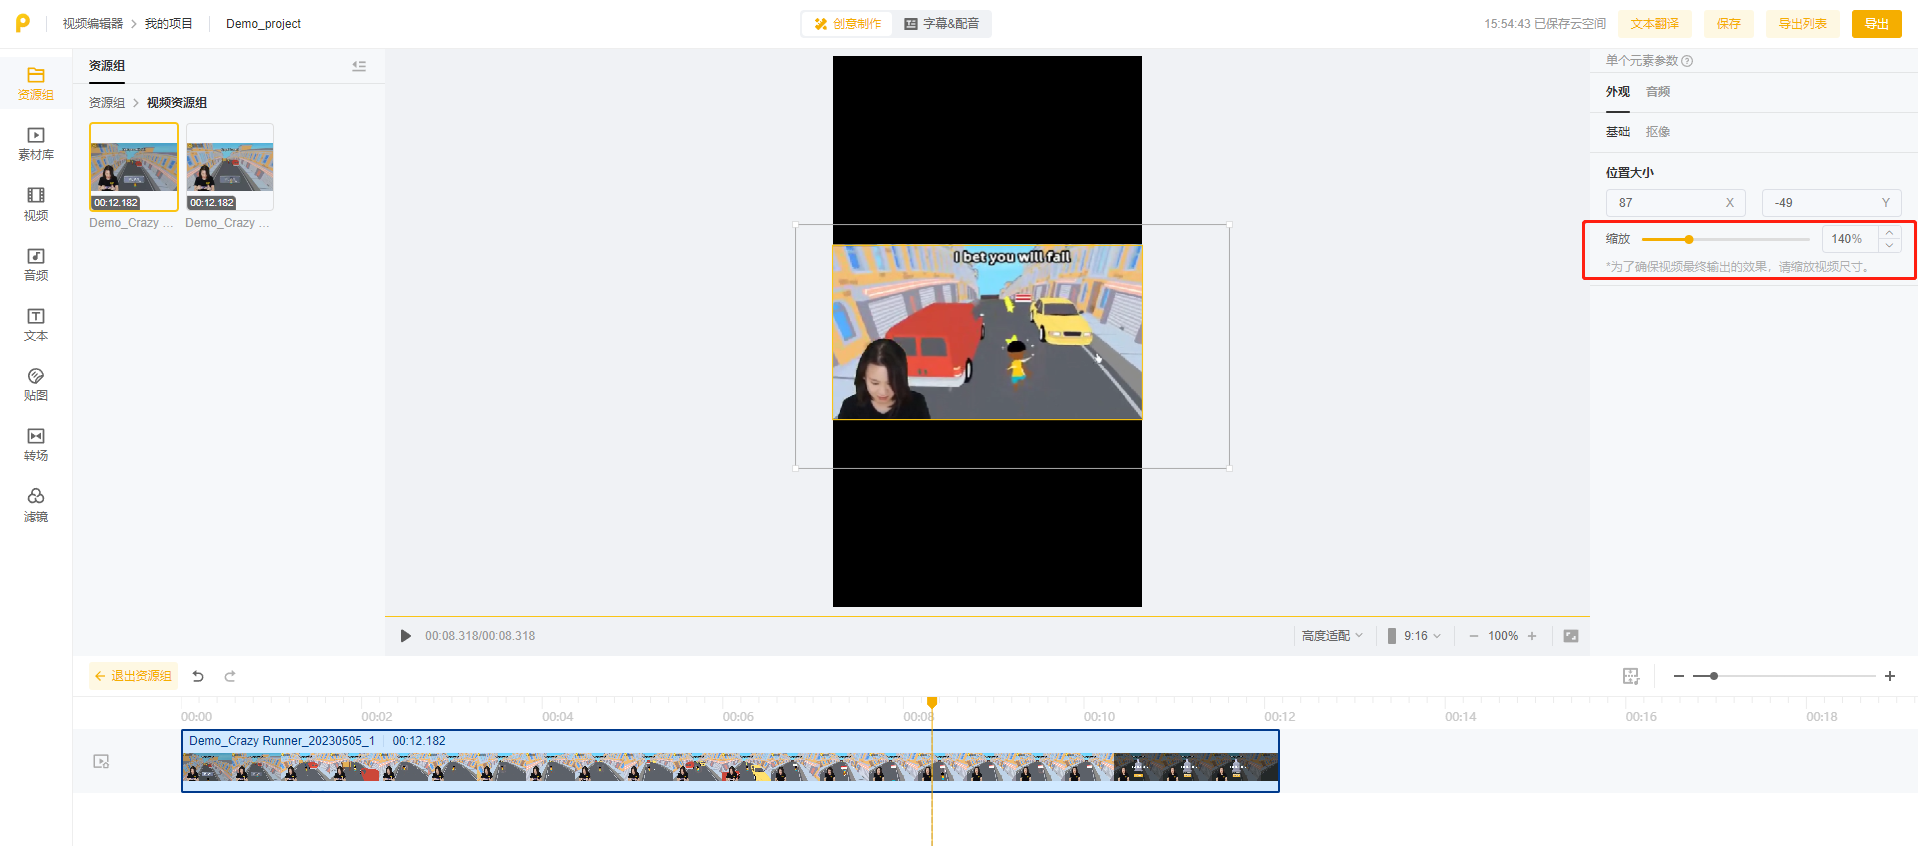 视频编辑器 > 我的项目 Demo_project
创意制作 字幕&配音
15:54:43 已保存云空间 文本翻译 保存 导出列表 导出
资源组
素材库
视频
音频
文本
贴图
转场
滤镜
资源组
资源组 > 视频资源组
00:12.182 00:12.182
Demo_Crazy ... Demo_Crazy ...
I bet you will fail
00:08.318/00:08.318
高度适配 9:16 100%
单个元素参数
外观 音频
基础 抠像
位置大小
87 X -49 Y
缩放 140%
*为了确保视频最终输出的效果，请缩放视频尺寸。
退出资源组
00:00 00:02 00:04 00:06 00:08 00:10 00:12 00:14 00:16 00:18
Demo_Crazy Runner_20230505_1 00:12.182